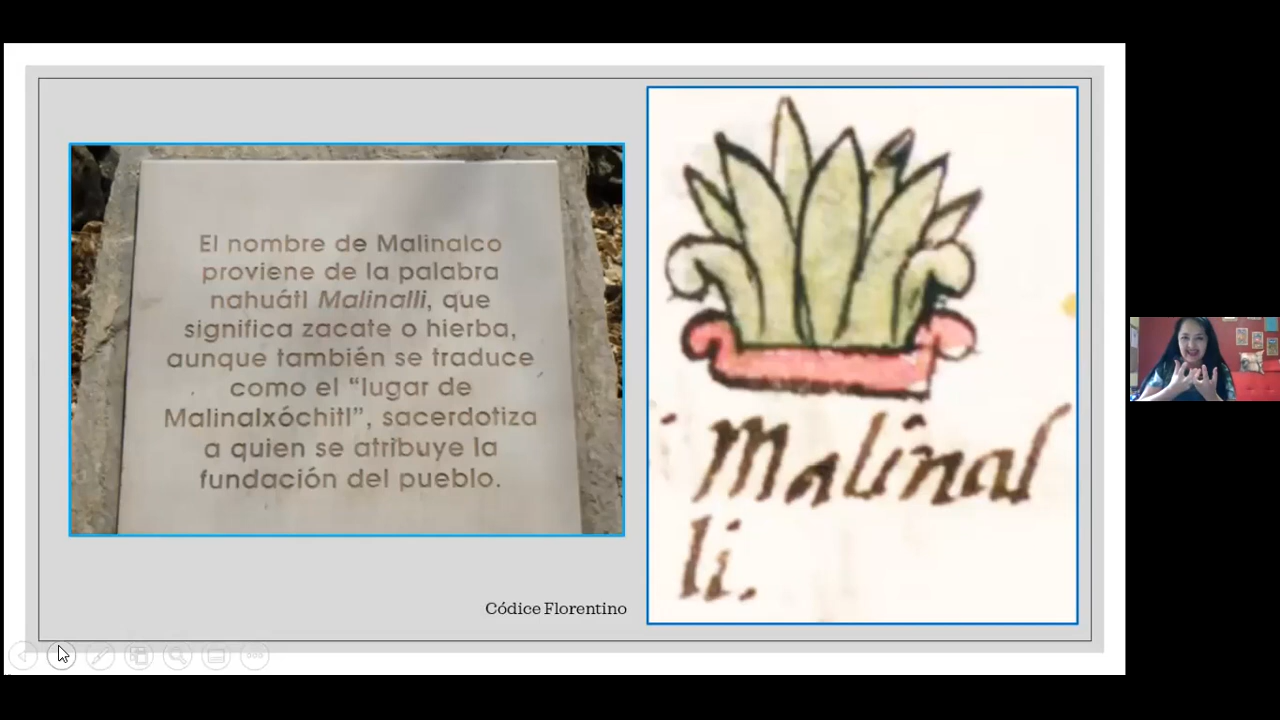 El nombre de Malinalco
proviene de la palabra
nahuátl Malinalli, que
significa zacate o hierba,
aunque también se traduce
como el “lugar de
Malinalxóchitl”, sacerdotiza
a quien se atribuye la
fundación del pueblo.
Códice Florentino
Malinal
li.